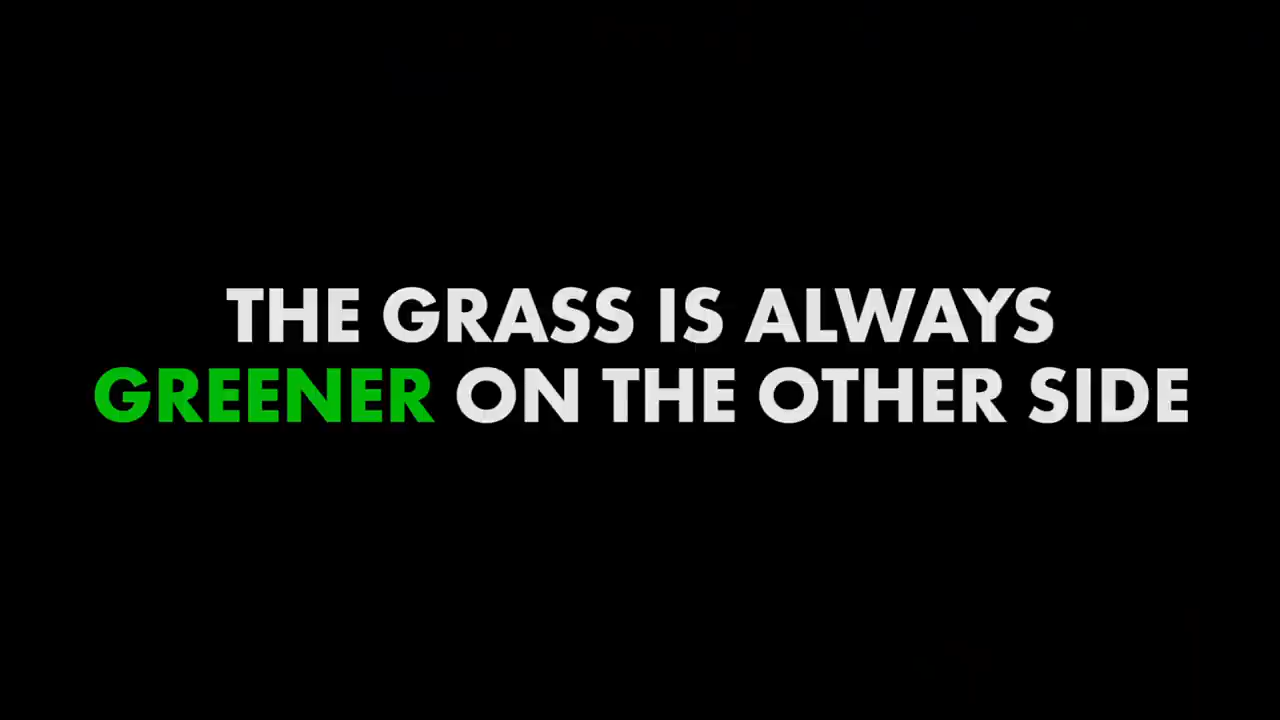 THE GRASS IS ALWAYS
GREENER ON THE OTHER SIDE